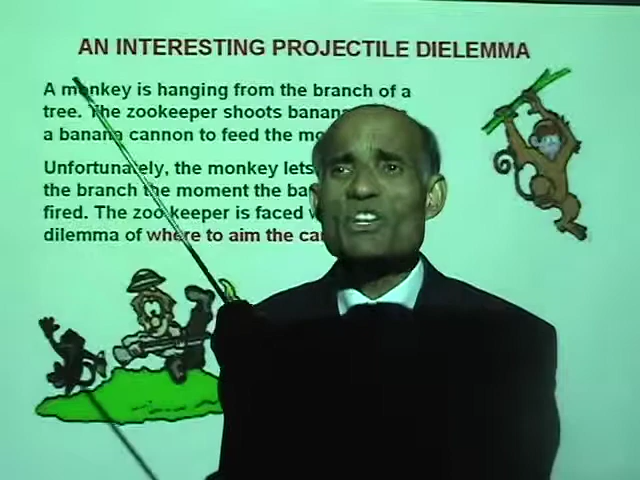 AN INTERESTING PROJECTILE DIELEMMA
A monkey is hanging from the branch of a
tree. The zookeeper shoots
a banana cannon to feed the
Unfortunately, the monkey lets
the branch the moment the
fired. The zoo keeper is faced
dilemma of where to aim the